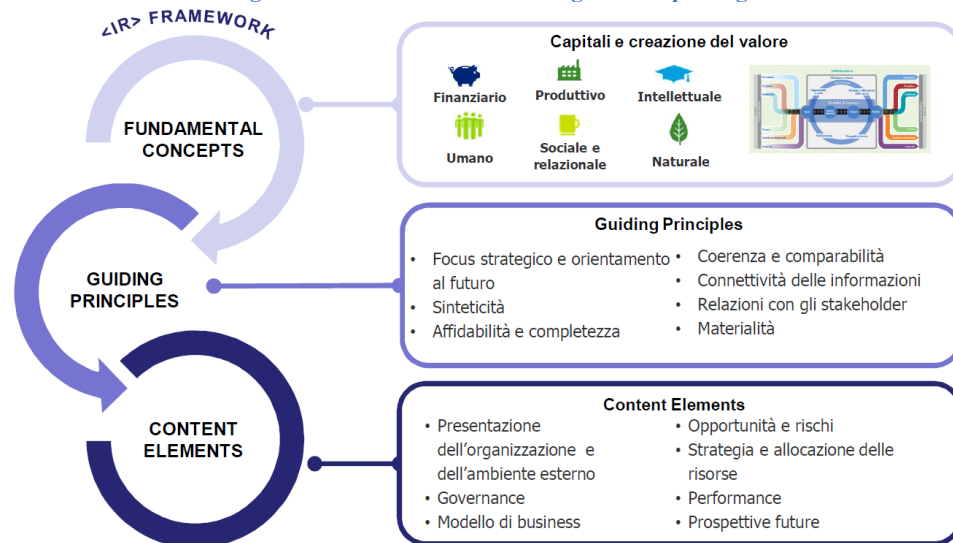 <IR> FRAMEWORK
FUNDAMENTAL
CONCEPTS
Capitali e creazione del valore
Finanziario
Produttivo
Intellettuale
Umano
Sociale e
relazionale
Naturale
GUIDING
PRINCIPLES
Guiding Principles
• Focus strategico e orientamento
al futuro
• Sinteticità
• Affidabilità e completezza
• Coerenza e comparabilità
• Connettività delle informazioni
• Relazioni con gli stakeholder
• Materialità
CONTENT
ELEMENTS
Content Elements
• Presentazione
dell'organizzazione e
dell'ambiente esterno
• Governance
• Modello di business
• Opportunità e rischi
• Strategia e allocazione delle
risorse
• Performance
• Prospettive future